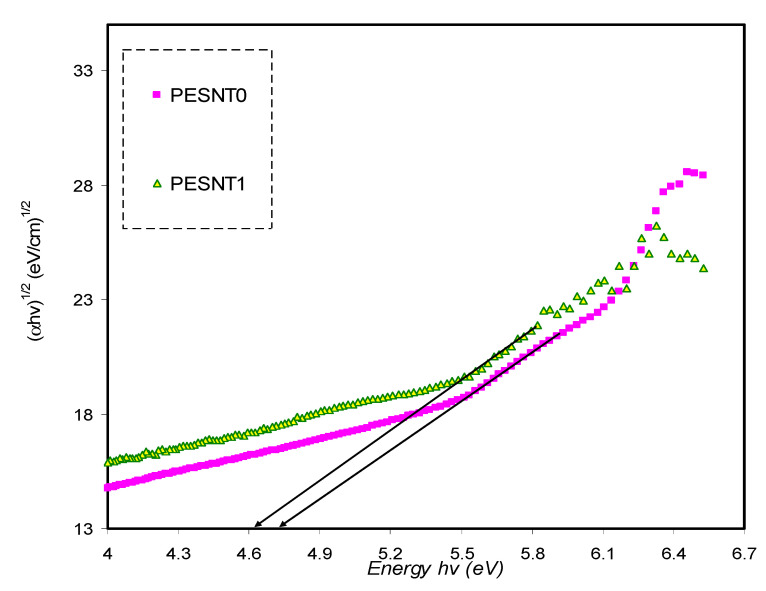 33
28
23
18
13
4 4.3 4.6 4.9 5.2 5.5 5.8 6.1 6.4 6.7
PESNT0
PESNT1
(αhν)1/2 (eV/cm)1/2
Energy hν (eV)